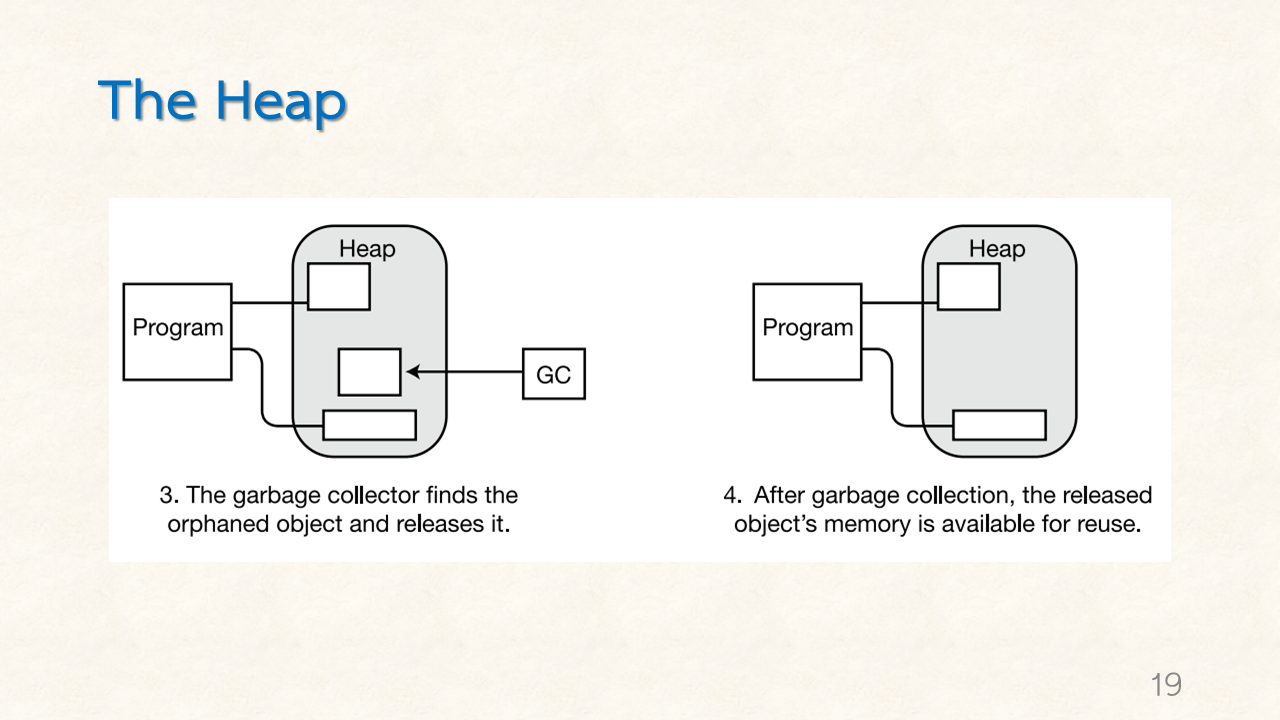 The Heap
Heap
Program
GC
3. The garbage collector finds the
orphaned object and releases it.
Heap
Program
4. After garbage collection, the released
object’s memory is available for reuse.
19